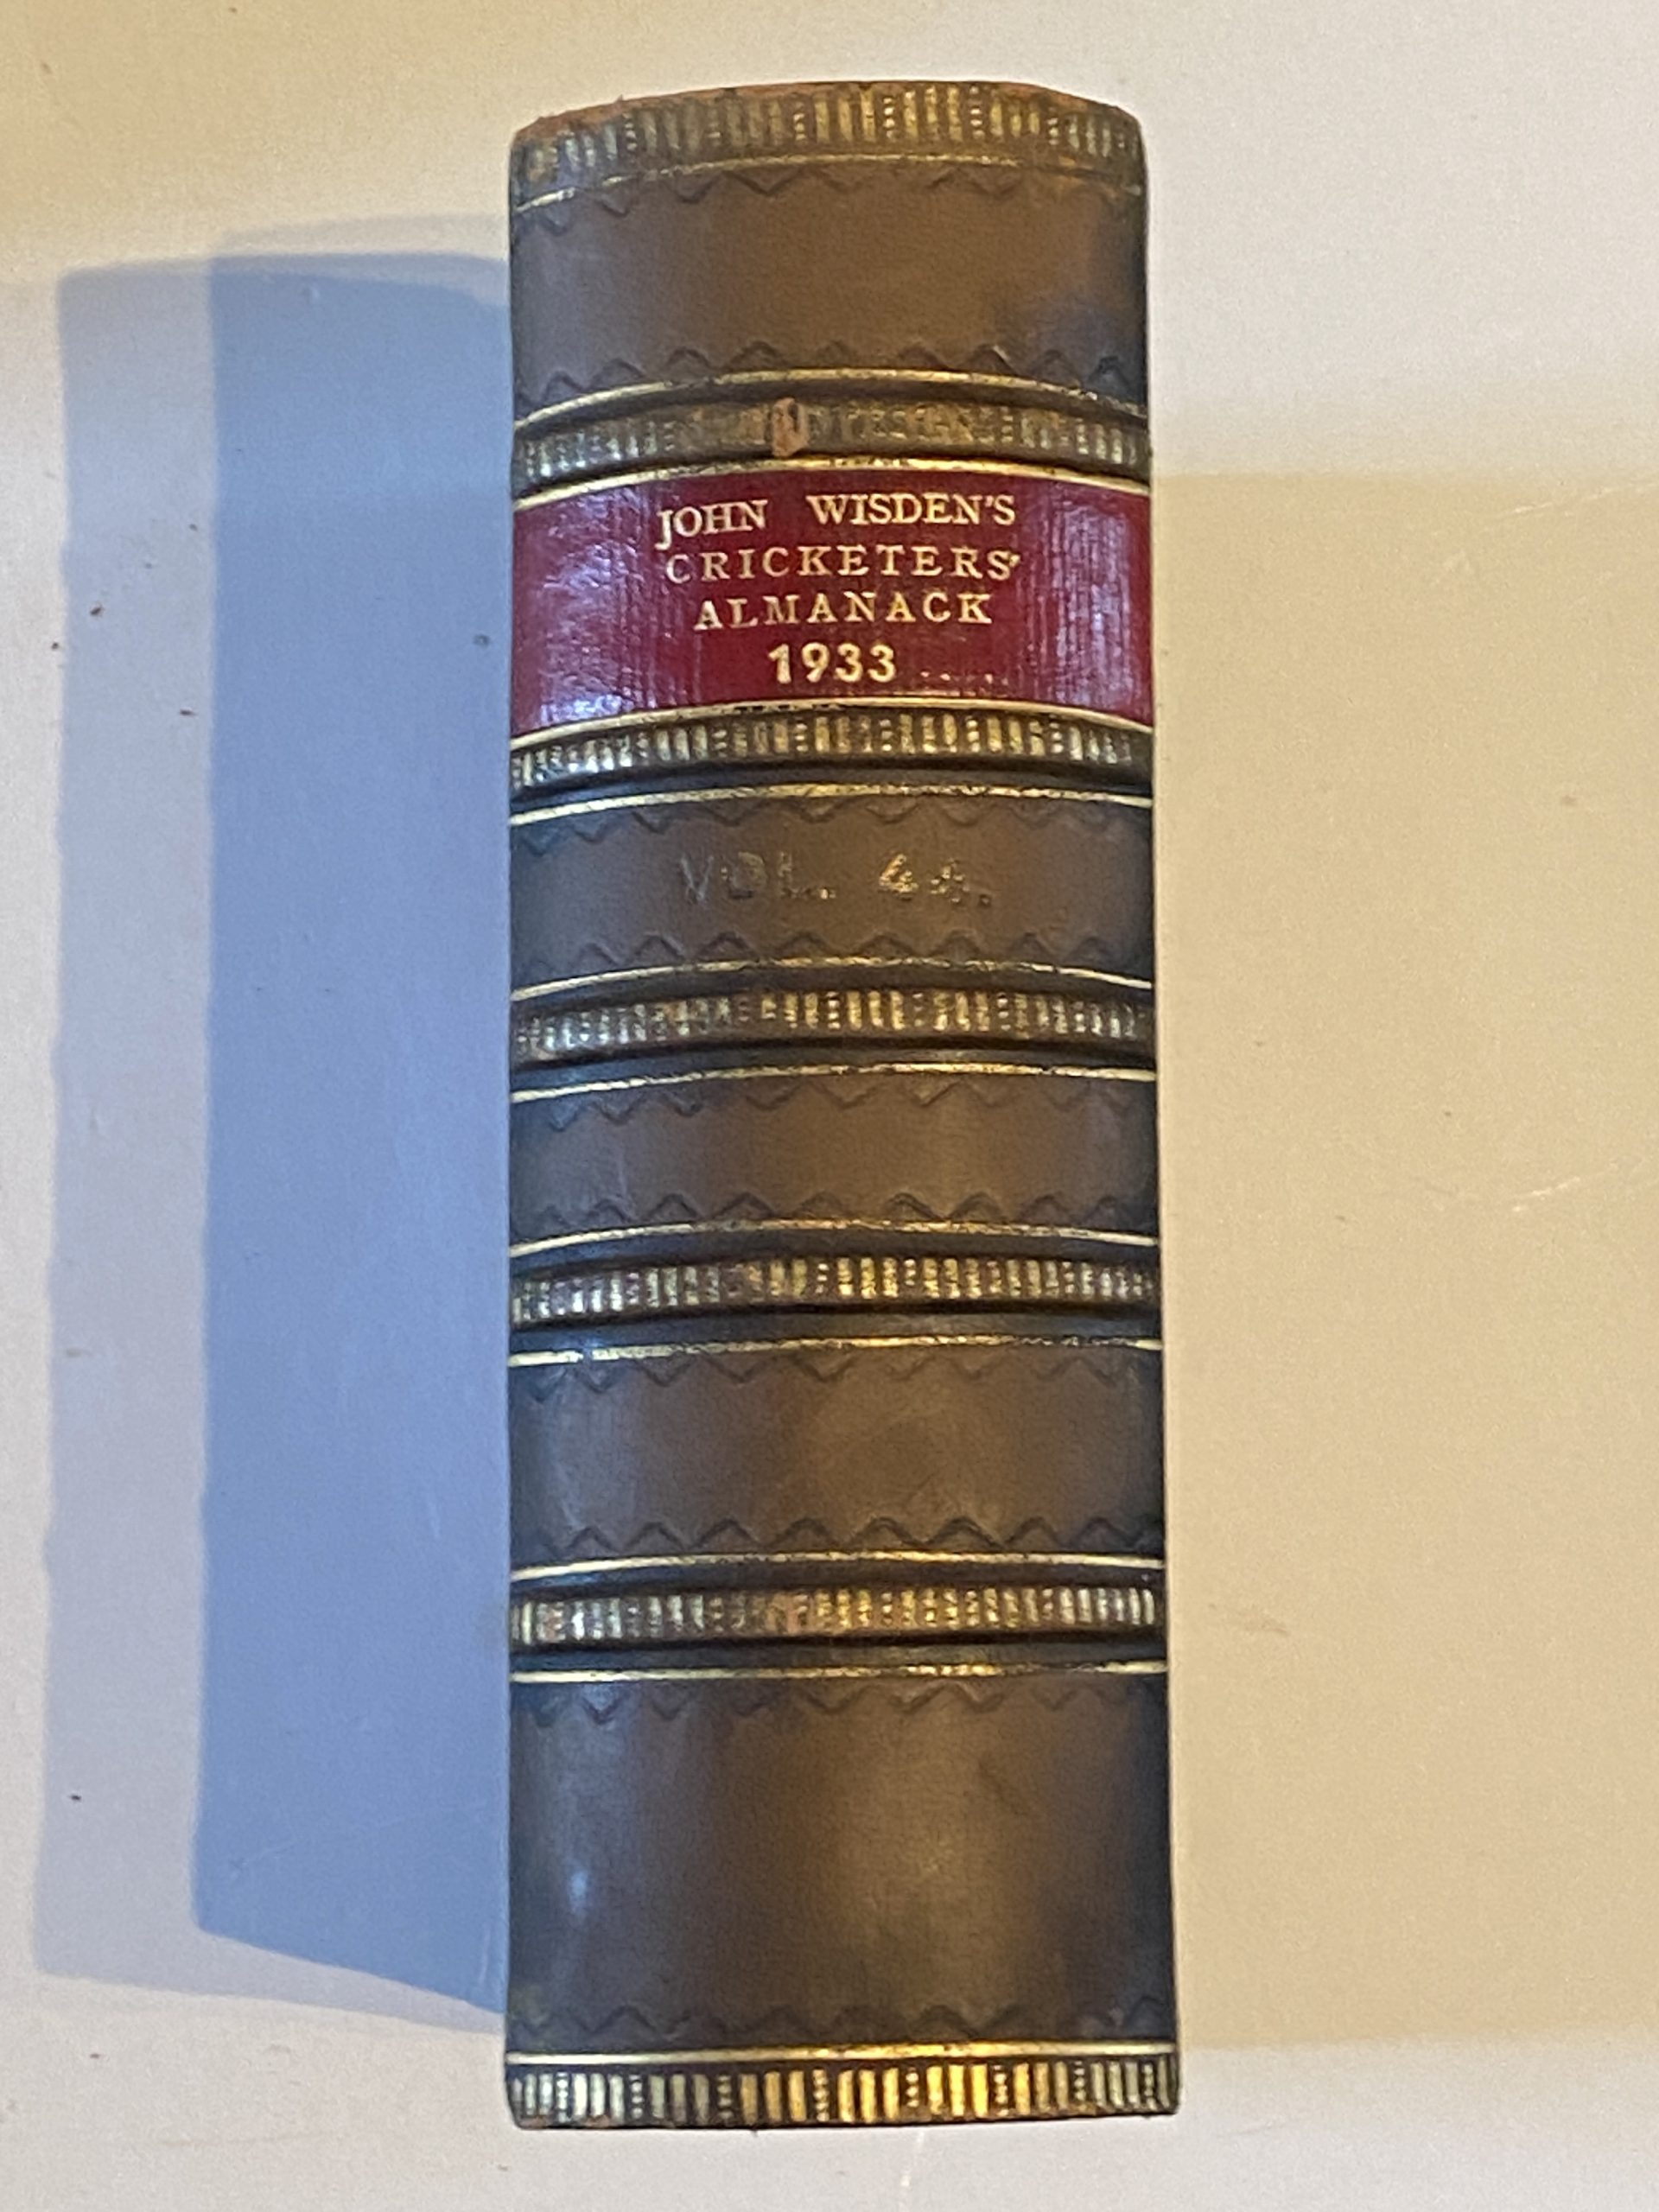 JOHN WISDEN'S
CRICKETERS'
ALMANACK
1933
VOL. 44.